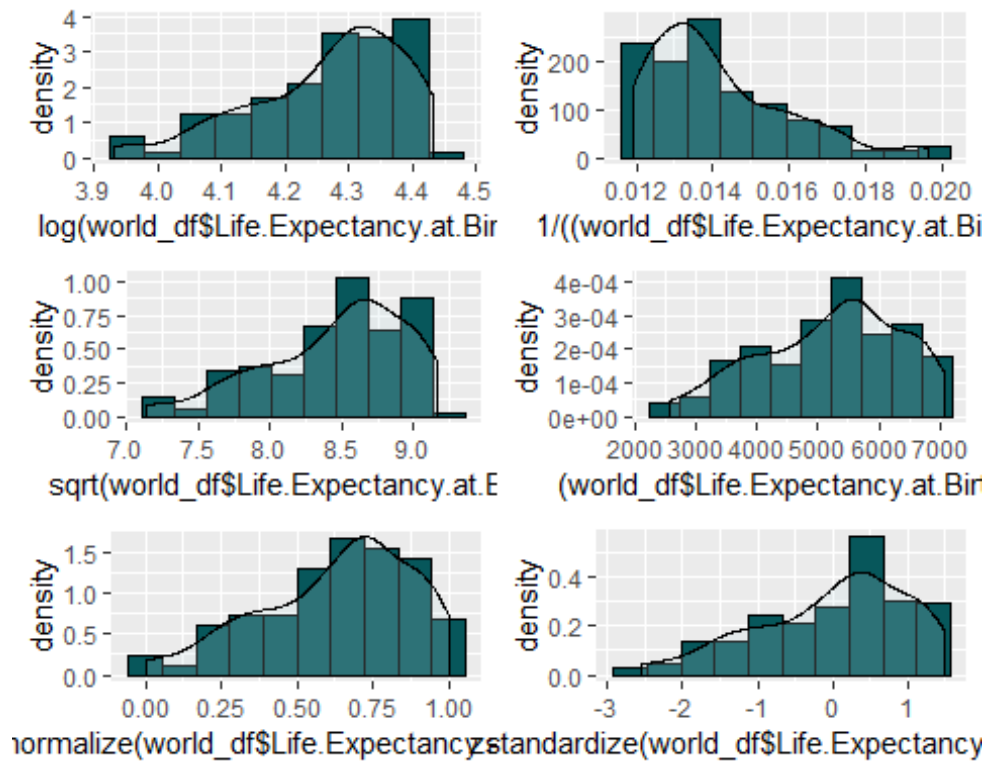 density
4
3
2
1
0
3.9 4.0 4.1 4.2 4.3 4.4 4.5
log(world_df$Life.Expectancy.at.Bir
density
200
100
0
0.012 0.014 0.016 0.018 0.020
1/((world_df$Life.Expectancy.at.Bi
density
1.00
0.75
0.50
0.25
0.00
7.0 7.5 8.0 8.5 9.0
sqrt(world_df$Life.Expectancy.at.E
density
4e-04
3e-04
2e-04
1e-04
0e+00
2000 3000 4000 5000 6000 7000
(world_df$Life.Expectancy.at.Birt
density
1.5
1.0
0.5
0.0
0.00 0.25 0.50 0.75 1.00
normalize(world_df$Life.Expectancy
density
0.4
0.2
0.0
-3 -2 -1 0 1
standardize(world_df$Life.Expectancy